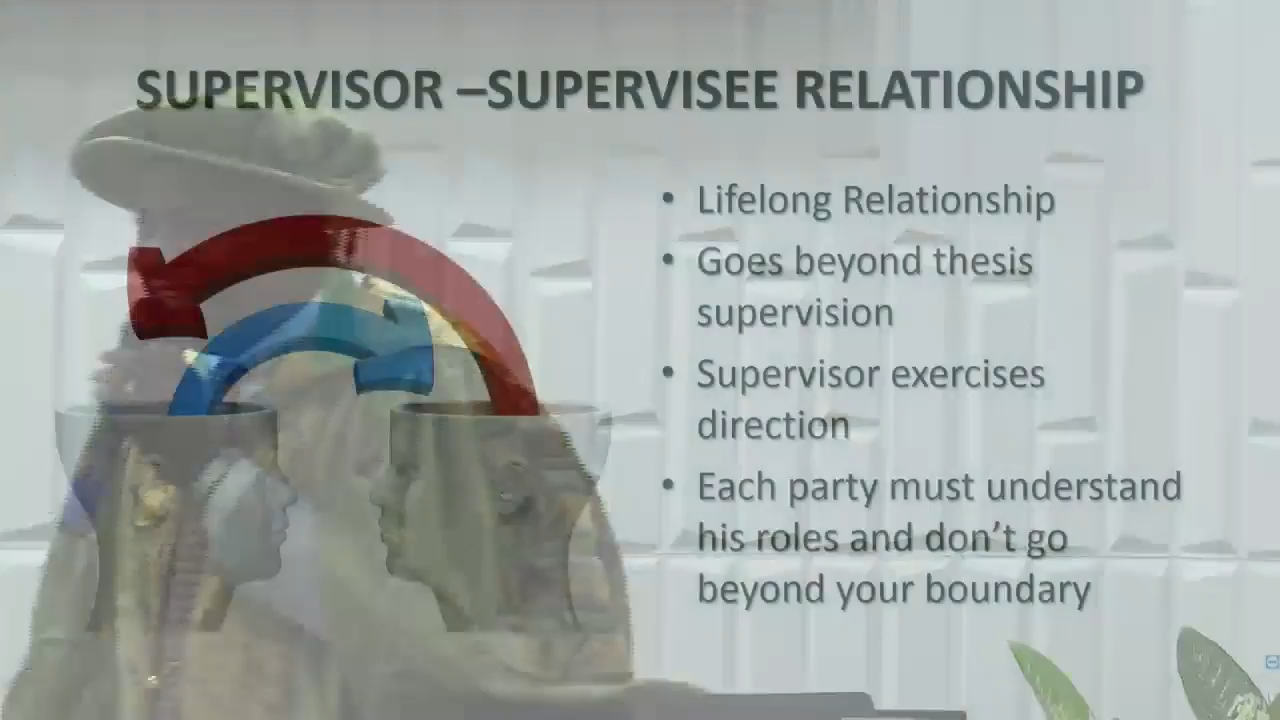 SUPERVISOR –SUPERVISEE RELATIONSHIP
• Lifelong Relationship
• Goes beyond thesis
supervision
• Supervisor exercises
direction
• Each party must understand
his roles and don't go
beyond your boundary